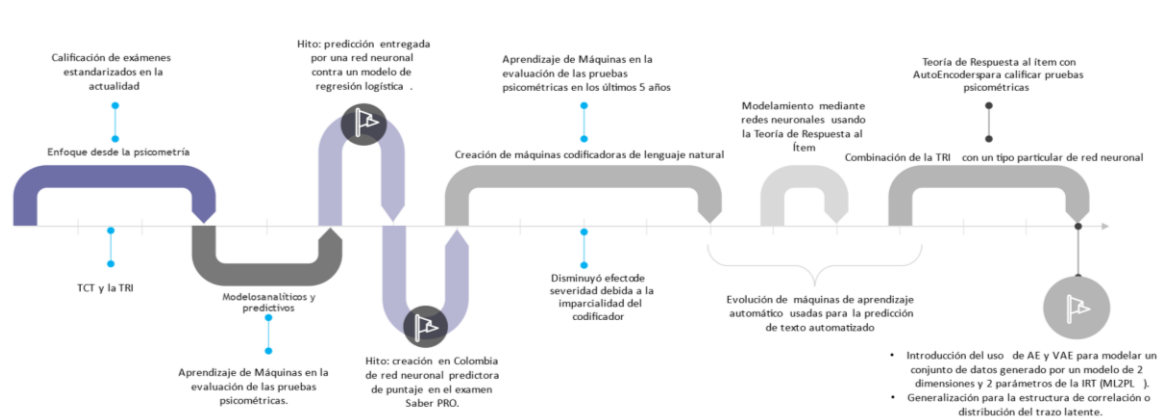 Calificación de exámenes
estandarizados en la
actualidad
Enfoque desde la psicometría
TCT y la TRI
Modelosanalíticos y
predictivos
Aprendizaje de Máquinas en la
evaluación de las pruebas
psicométricas.
Hito: predicción entregada
por una red neuronal
contra un modelo de
regresión logística .
Hito: creación en Colombia
de red neuronal predictora
de puntaje en el examen
Saber PRO.
Aprendizaje de Máquinas en la
evaluación de las pruebas
psicométricas en los últimos 5 años
Creación de máquinas codificadoras de lenguaje natural
Disminuyó efectode
severidad debida a la
imparcialidad del
codificador
Modelamiento mediante
redes neuronales usando
la Teoría de Respuesta al
Ítem
Evolución de máquinas de aprendizaje
automático usadas para la predicción
de texto automatizado
Teoría de Respuesta al ítem con
AutoEncoderspara calificar pruebas
psicométricas
Combinación de la TRI con un tipo particular de red neuronal
• Introducción del uso de AE y VAE para modelar un
conjunto de datos generado por un modelo de 2
dimensiones y 2 parámetros de la IRT (ML2PL ).
• Generalización para la estructura de correlación o
distribución del trazo latente.